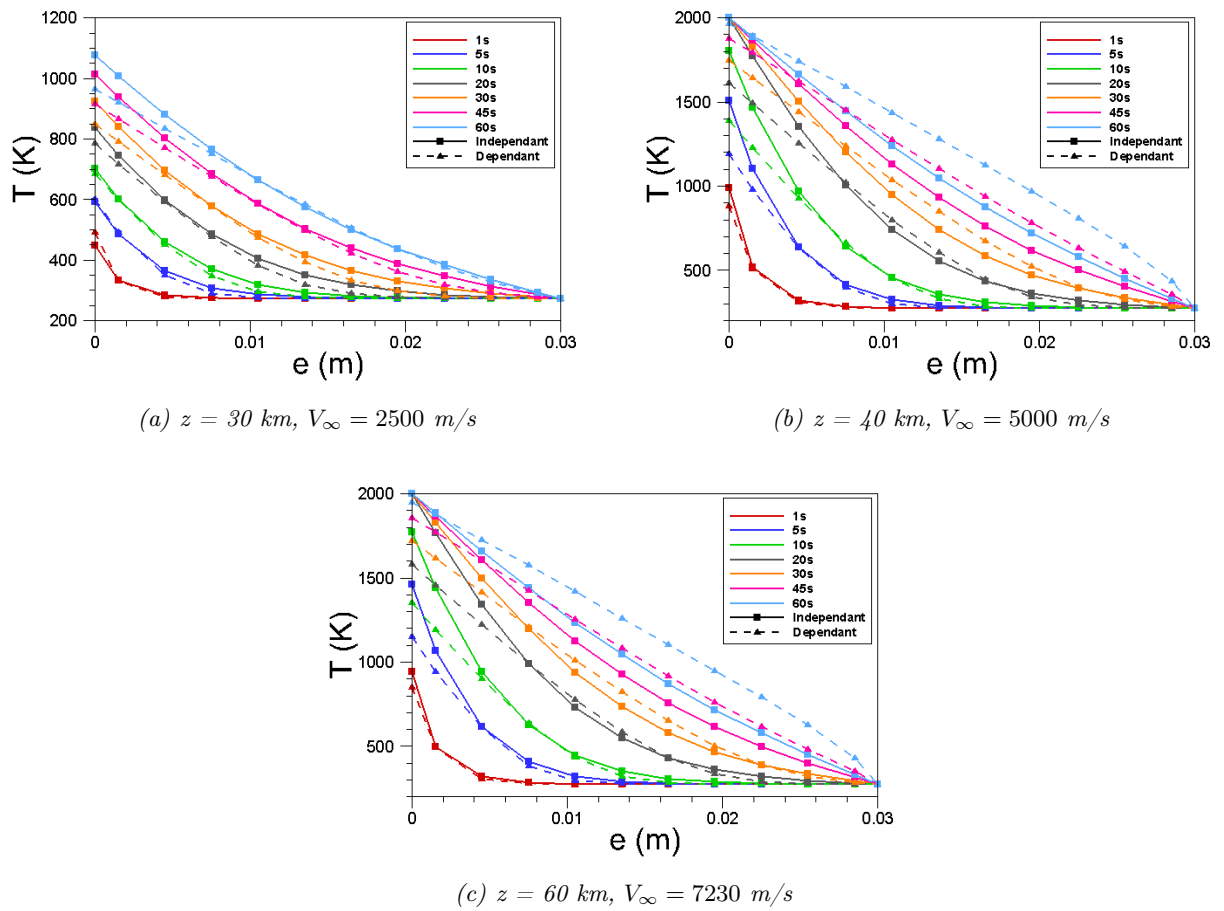 1200
1000
800
600
400
200
T (K)
0
0.01
0.02
0.03
e (m)
1s
5s
10s
20s
30s
45s
60s
Independant
Dependant
(a) z = 30 km, V∞ = 2500 m/s
2000
1500
1000
500
T (K)
0
0.01
0.02
0.03
e (m)
1s
5s
10s
20s
30s
45s
60s
Independant
Dependant
(b) z = 40 km, V∞ = 5000 m/s
2000
1500
1000
500
T (K)
0
0.01
0.02
0.03
e (m)
1s
5s
10s
20s
30s
45s
60s
Independant
Dependant
(c) z = 60 km, V∞ = 7230 m/s